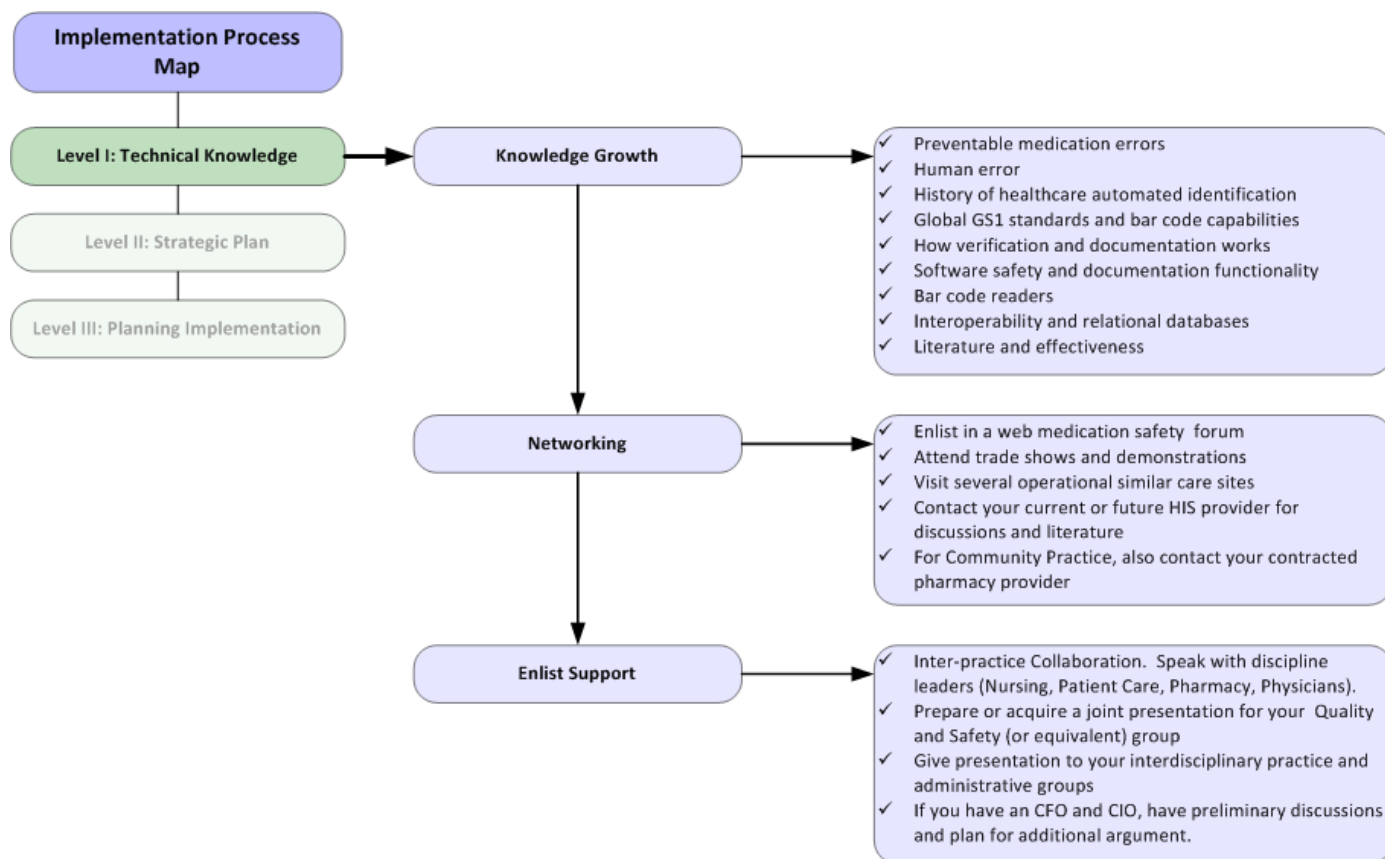 Implementation Process
Map
Level I: Technical Knowledge
Level II: Strategic Plan
Level III: Planning Implementation
Knowledge Growth
✓ Preventable medication errors
✓ Human error
✓ History of healthcare automated identification
✓ Global GS1 standards and bar code capabilities
✓ How verification and documentation works
✓ Software safety and documentation functionality
✓ Bar code readers
✓ Interoperability and relational databases
✓ Literature and effectiveness
Networking
✓ Enlist in a web medication safety forum
✓ Attend trade shows and demonstrations
✓ Visit several operational similar care sites
✓ Contact your current or future HIS provider for
discussions and literature
✓ For Community Practice, also contact your contracted
pharmacy provider
Enlist Support
✓ Inter-practice Collaboration. Speak with discipline
leaders (Nursing, Patient Care, Pharmacy, Physicians).
✓ Prepare or acquire a joint presentation for your Quality
and Safety (or equivalent) group
✓ Give presentation to your interdisciplinary practice and
administrative groups
✓ If you have an CFO and CIO, have preliminary discussions
and plan for additional argument.